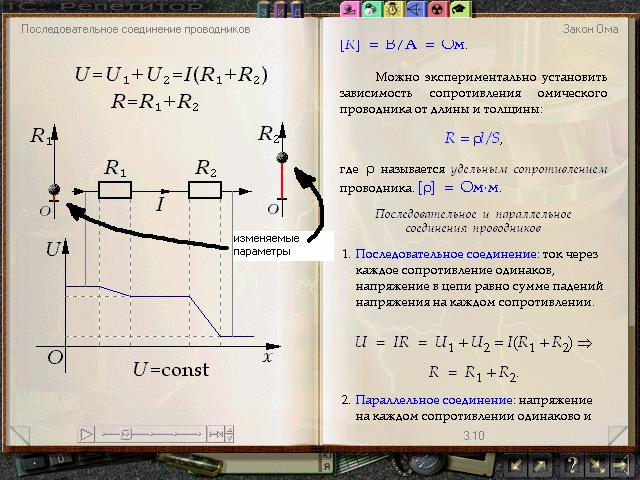 З И Д
Последовательное соединение проводников
U=U₁+U₂=I(R₁+R₂)
R=R₁+R₂
R₁
R₂
R₁
R₂
I
O
O
изменяемые
параметры
U
O
x
U=const
Закон Ома
[R] = В/А = Ом.
Можно экспериментально установить
зависимость сопротивления омического
проводника от длины и толщины:
R = ρl/S,
где ρ называется удельным сопротивлением
проводника. [ρ] = Ом·м.
Последовательное и параллельное
соединения проводников
1. Последовательное соединение: ток через
каждое сопротивление одинаков,
напряжение в цепи равно сумме падений
напряжения на каждом сопротивлении.
U = IR = U₁ + U₂ = I(R₁ + R₂) ⇒
R = R₁ + R₂.
2. Параллельное соединение: напряжение
на каждом сопротивлении одинаково и
3.10
?